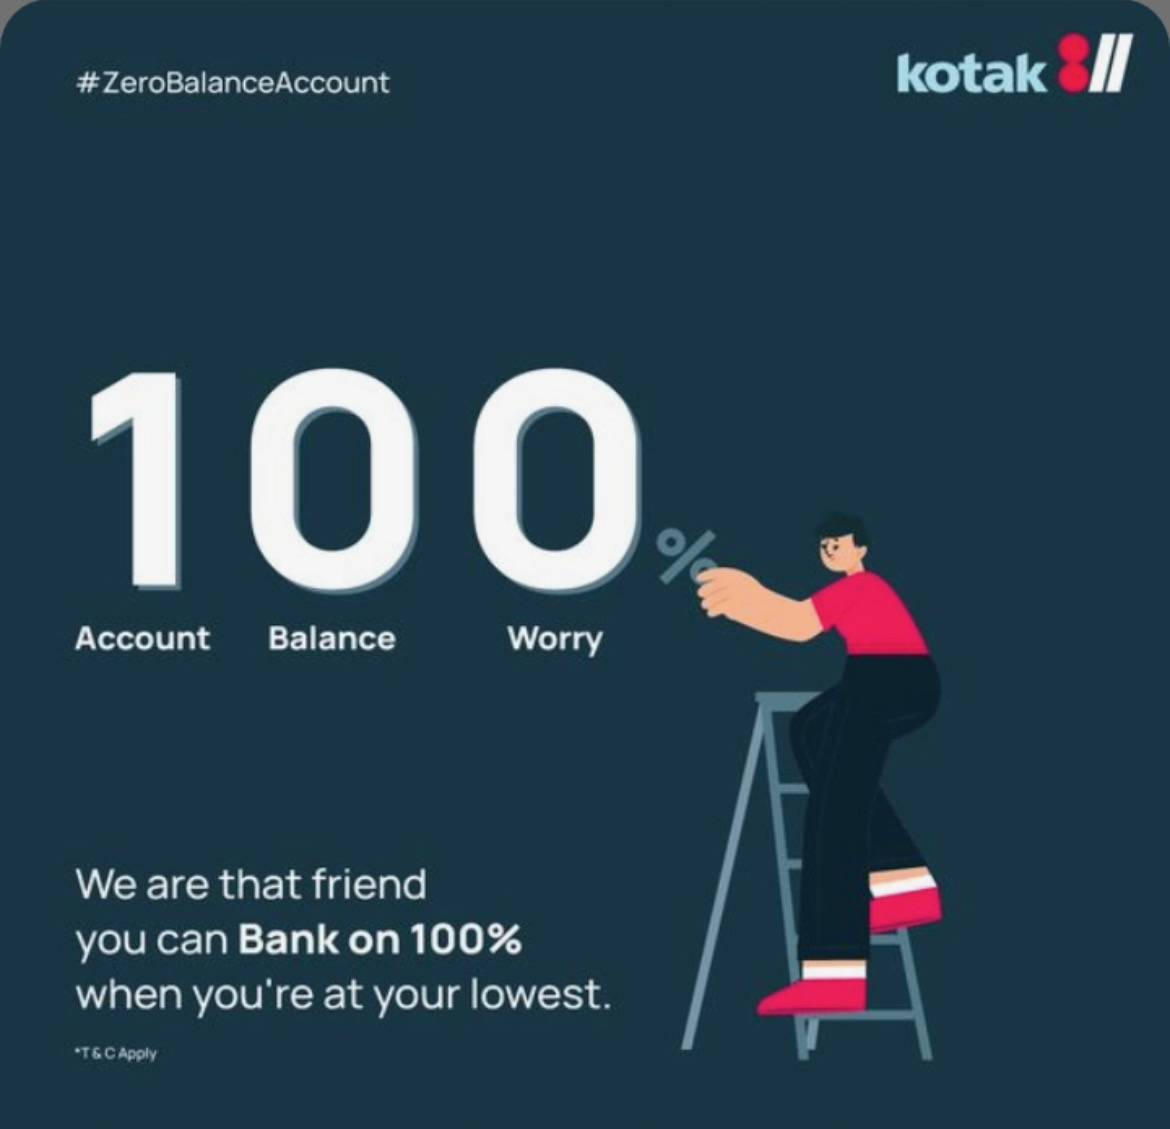 #ZeroBalanceAccount
kotak 811
100%
Account Balance Worry
We are that friend
you can Bank on 100%
when you're at your lowest.
*T & C Apply